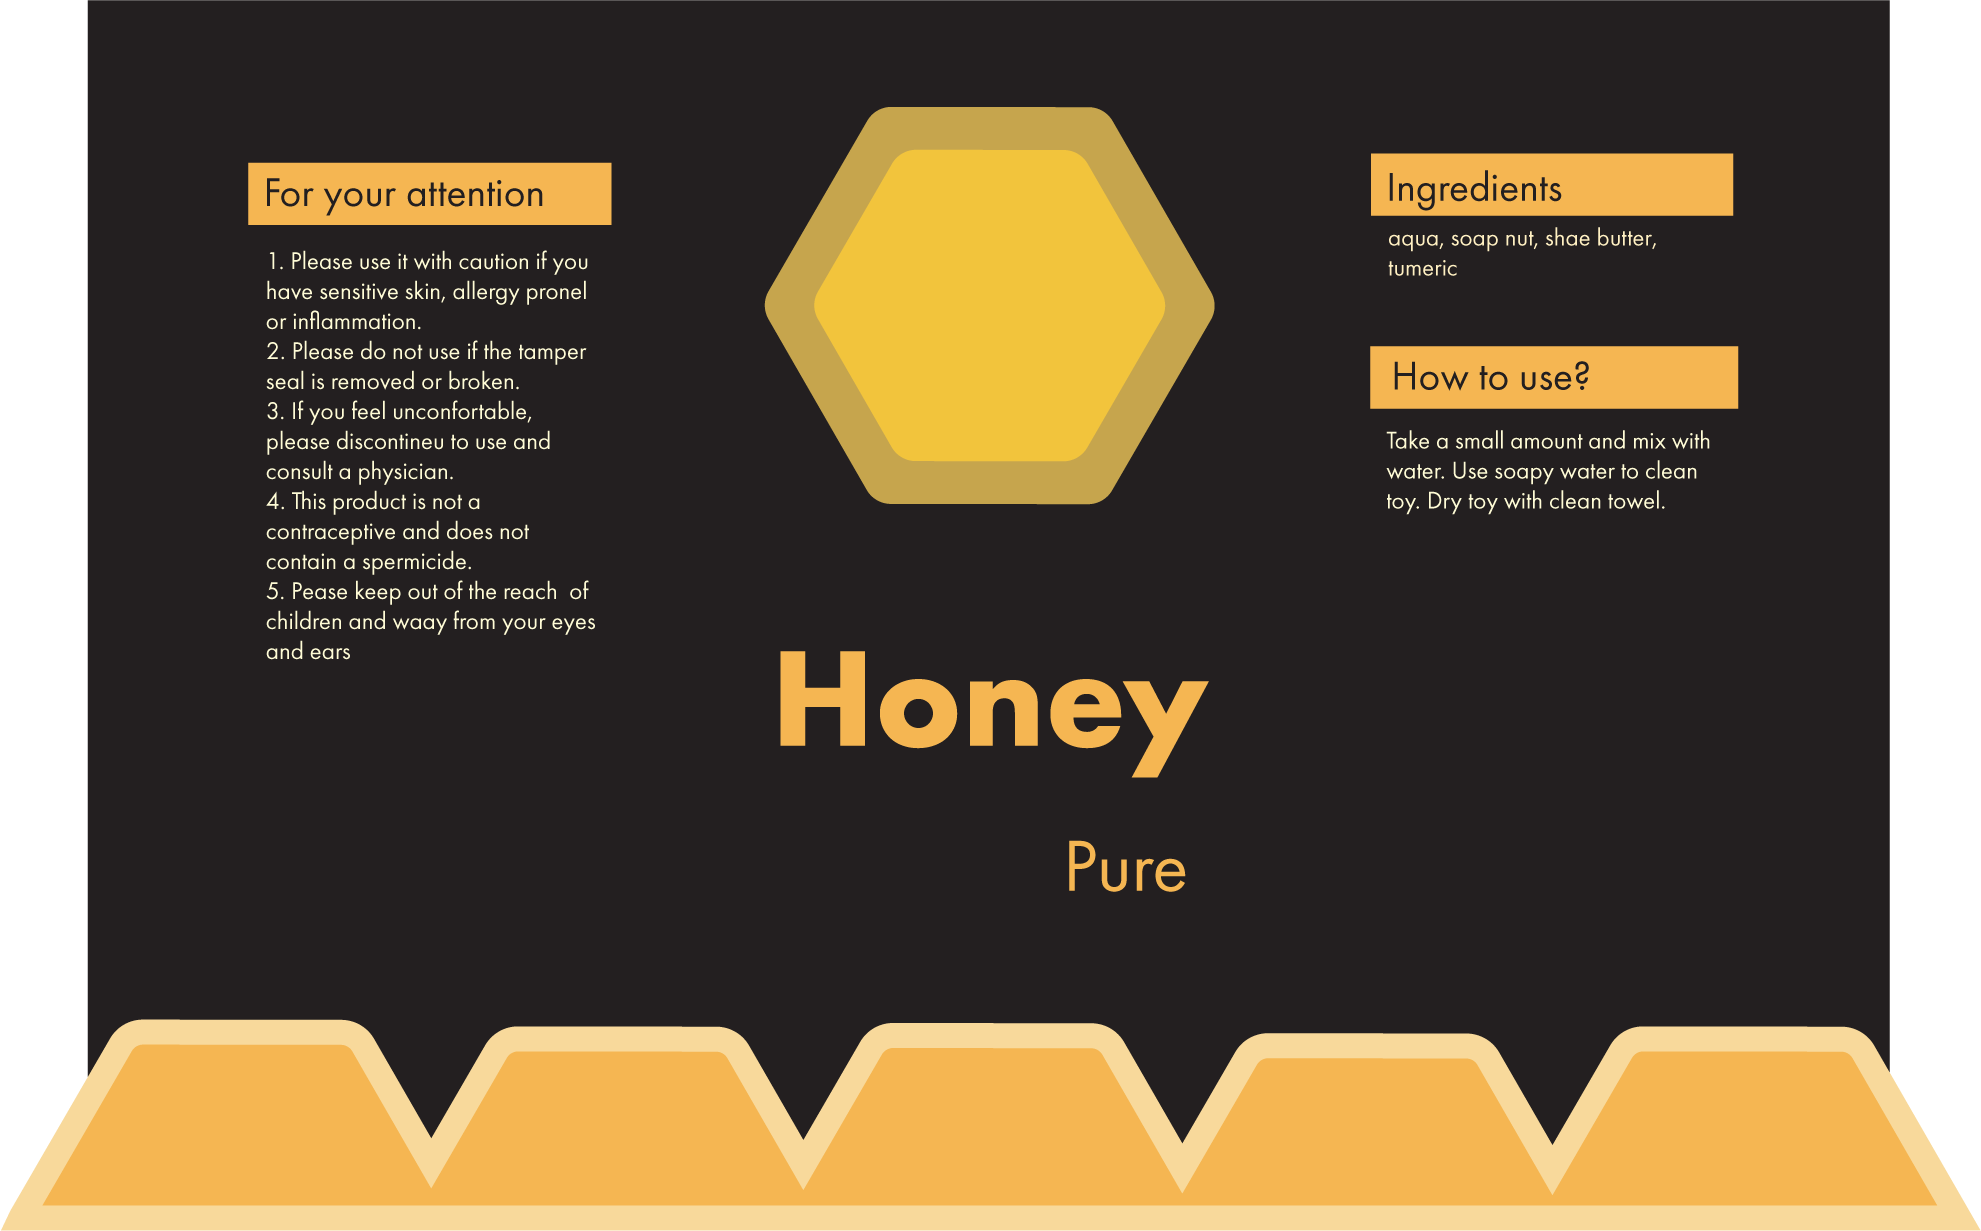 For your attention
1. Please use it with caution if you
have sensitive skin, allergy pronel
or inflammation.
2. Please do not use if the tamper
seal is removed or broken.
3. If you feel unconfortable,
please discontineu to use and
consult a physician.
4. This product is not a
contraceptive and does not
contain a spermicide.
5. Pease keep out of the reach  of
children and waay from your eyes
and ears
Honey
Pure
Ingredients
aqua, soap nut, shae butter,
tumeric
How to use?
Take a small amount and mix with
water. Use soapy water to clean
toy. Dry toy with clean towel.